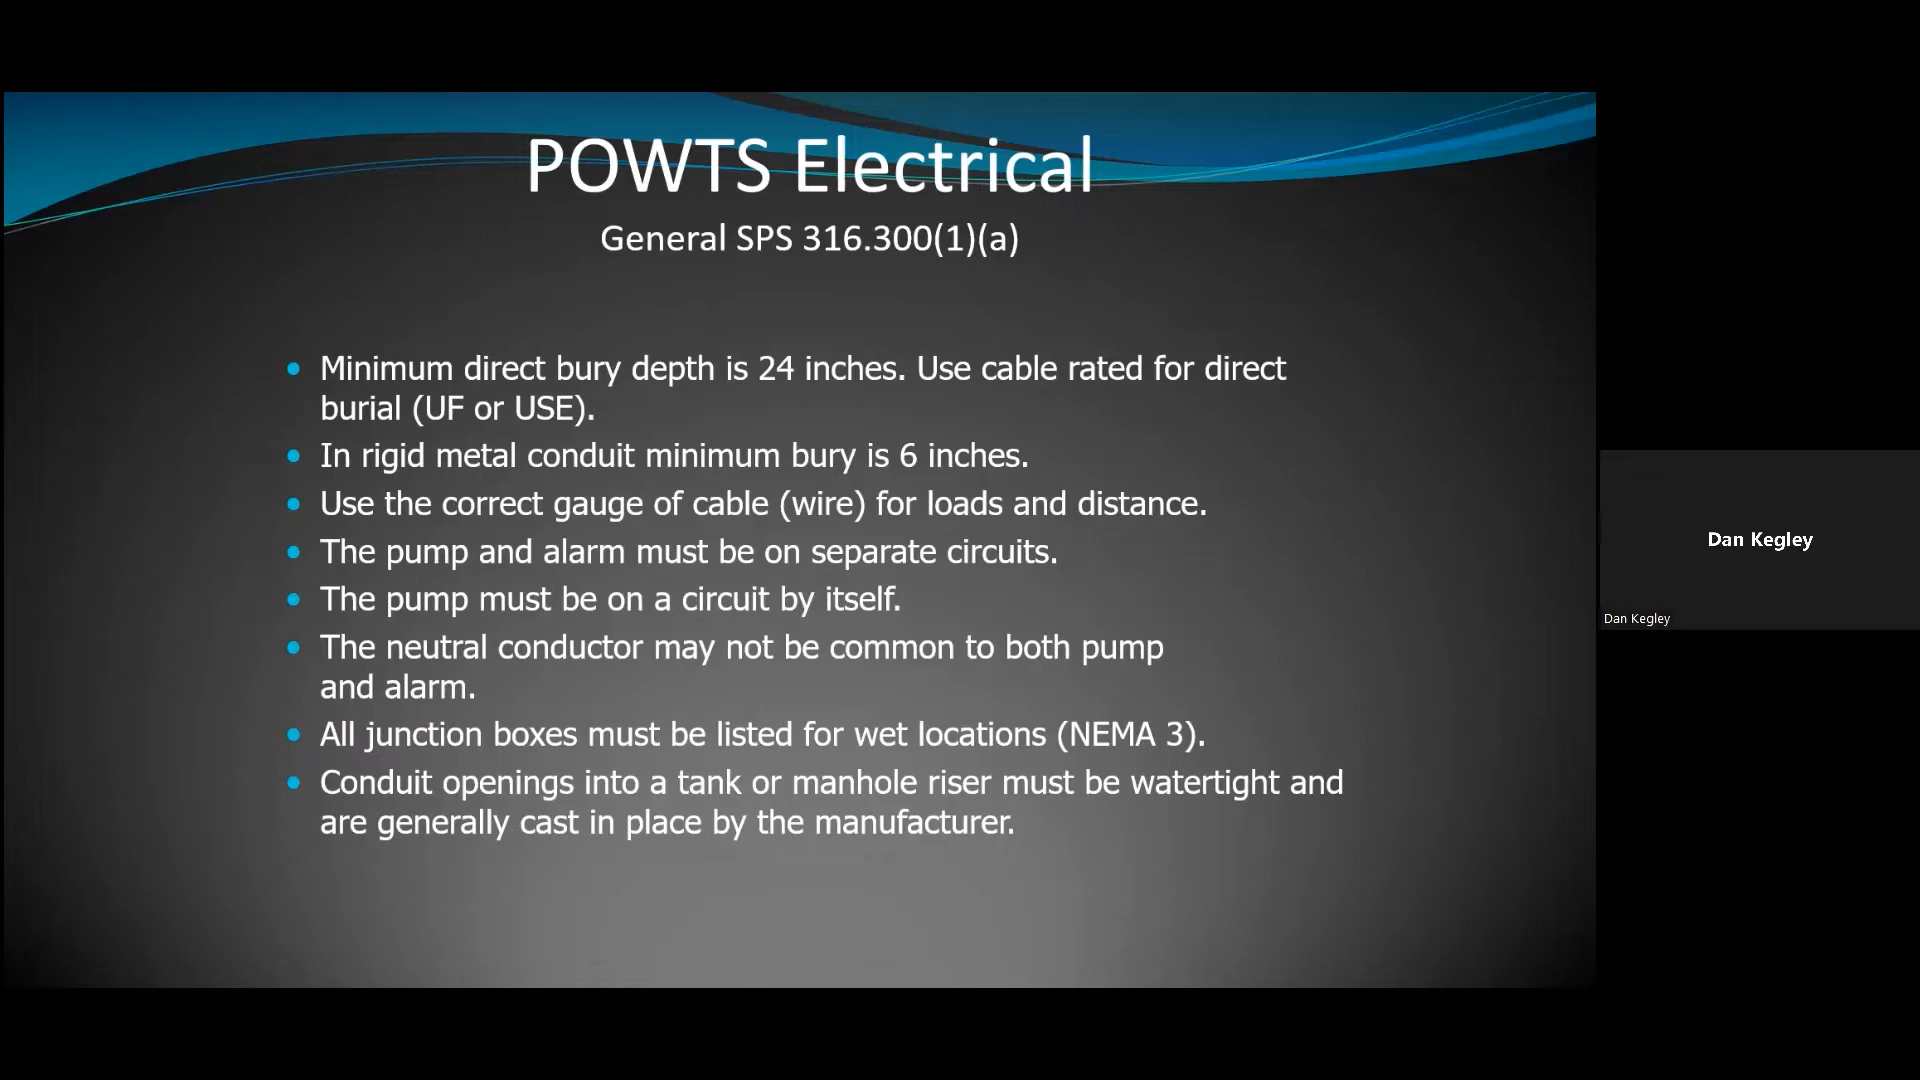 POWTS Electrical
General SPS 316.300(1)(a)
• Minimum direct bury depth is 24 inches. Use cable rated for direct
burial (UF or USE).
• In rigid metal conduit minimum bury is 6 inches.
• Use the correct gauge of cable (wire) for loads and distance.
• The pump and alarm must be on separate circuits.
• The pump must be on a circuit by itself.
• The neutral conductor may not be common to both pump
and alarm.
• All junction boxes must be listed for wet locations (NEMA 3).
• Conduit openings into a tank or manhole riser must be watertight and
are generally cast in place by the manufacturer.
Dan Kegley
Dan Kegley